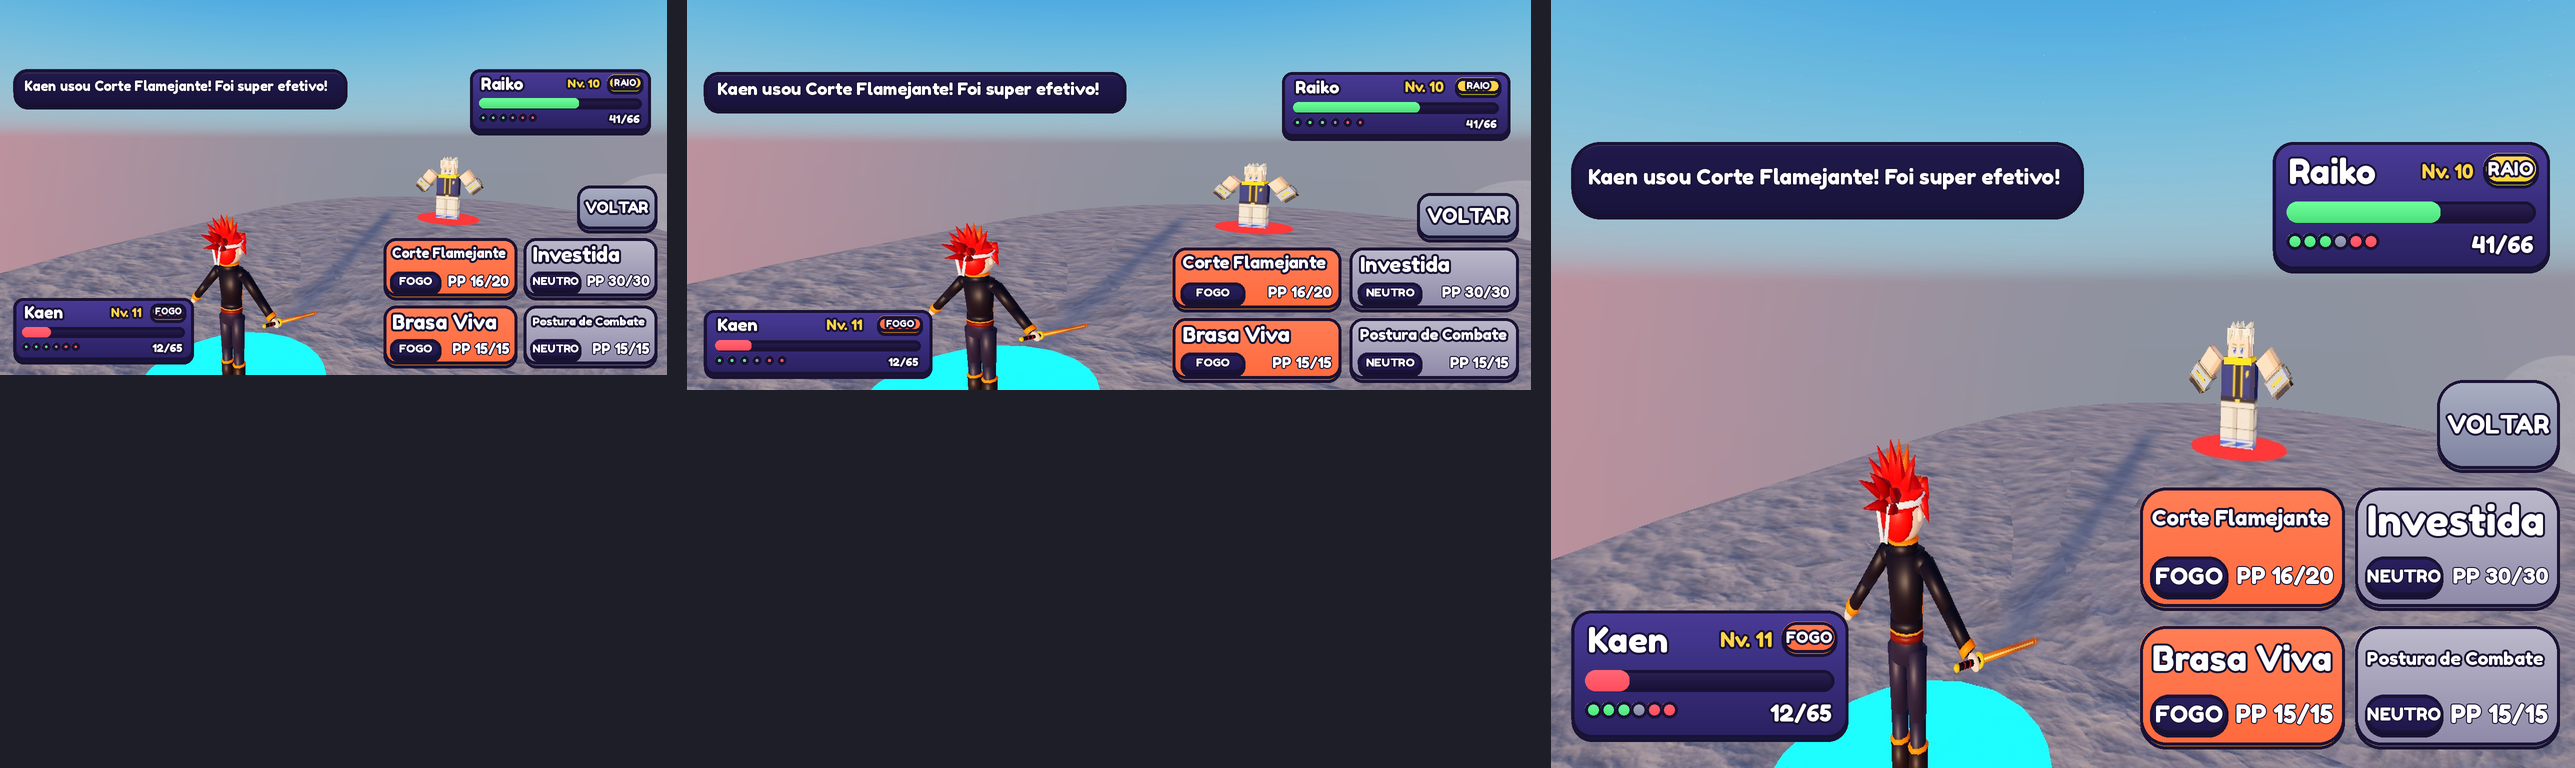 Kaen usou Corte Flamejante! Foi super efetivo!
Raiko Nv. 10 RAIO
41/66
VOLTAR
Corte Flamejante
FOGO PP 16/20
Investida
NEUTRO PP 30/30
Brasa Viva
FOGO PP 15/15
Postura de Combate
NEUTRO PP 15/15
Kaen Nv. 11 FOGO
12/65
Kaen usou Corte Flamejante! Foi super efetivo!
Raiko Nv. 10 RAIO
41/66
VOLTAR
Corte Flamejante
FOGO PP 16/20
Investida
NEUTRO PP 30/30
Brasa Viva
FOGO PP 15/15
Postura de Combate
NEUTRO PP 15/15
Kaen Nv. 11 FOGO
12/65
Kaen usou Corte Flamejante! Foi super efetivo!
Raiko Nv. 10 RAIO
41/66
VOLTAR
Corte Flamejante
FOGO PP 16/20
Investida
NEUTRO PP 30/30
Brasa Viva
FOGO PP 15/15
Postura de Combate
NEUTRO PP 15/15
Kaen Nv. 11 FOGO
12/65